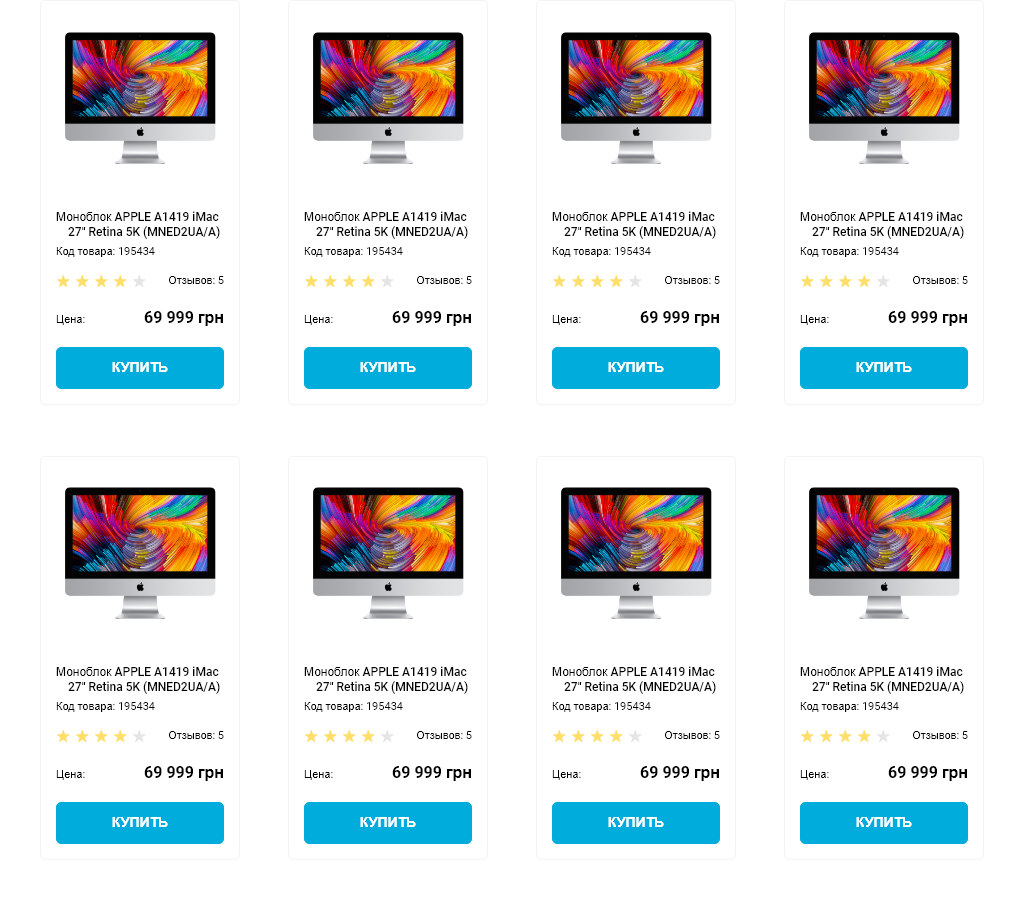 Моноблок APPLE A1419 iMac
27" Retina 5K (MNED2UA/A)
Код товара: 195434
Отзывов: 5
Цена: 69 999 грн
КУПИТЬ
Моноблок APPLE A1419 iMac
27" Retina 5K (MNED2UA/A)
Код товара: 195434
Отзывов: 5
Цена: 69 999 грн
КУПИТЬ
Моноблок APPLE A1419 iMac
27" Retina 5K (MNED2UA/A)
Код товара: 195434
Отзывов: 5
Цена: 69 999 грн
КУПИТЬ
Моноблок APPLE A1419 iMac
27" Retina 5K (MNED2UA/A)
Код товара: 195434
Отзывов: 5
Цена: 69 999 грн
КУПИТЬ
Моноблок APPLE A1419 iMac
27" Retina 5K (MNED2UA/A)
Код товара: 195434
Отзывов: 5
Цена: 69 999 грн
КУПИТЬ
Моноблок APPLE A1419 iMac
27" Retina 5K (MNED2UA/A)
Код товара: 195434
Отзывов: 5
Цена: 69 999 грн
КУПИТЬ
Моноблок APPLE A1419 iMac
27" Retina 5K (MNED2UA/A)
Код товара: 195434
Отзывов: 5
Цена: 69 999 грн
КУПИТЬ
Моноблок APPLE A1419 iMac
27" Retina 5K (MNED2UA/A)
Код товара: 195434
Отзывов: 5
Цена: 69 999 грн
КУПИТЬ